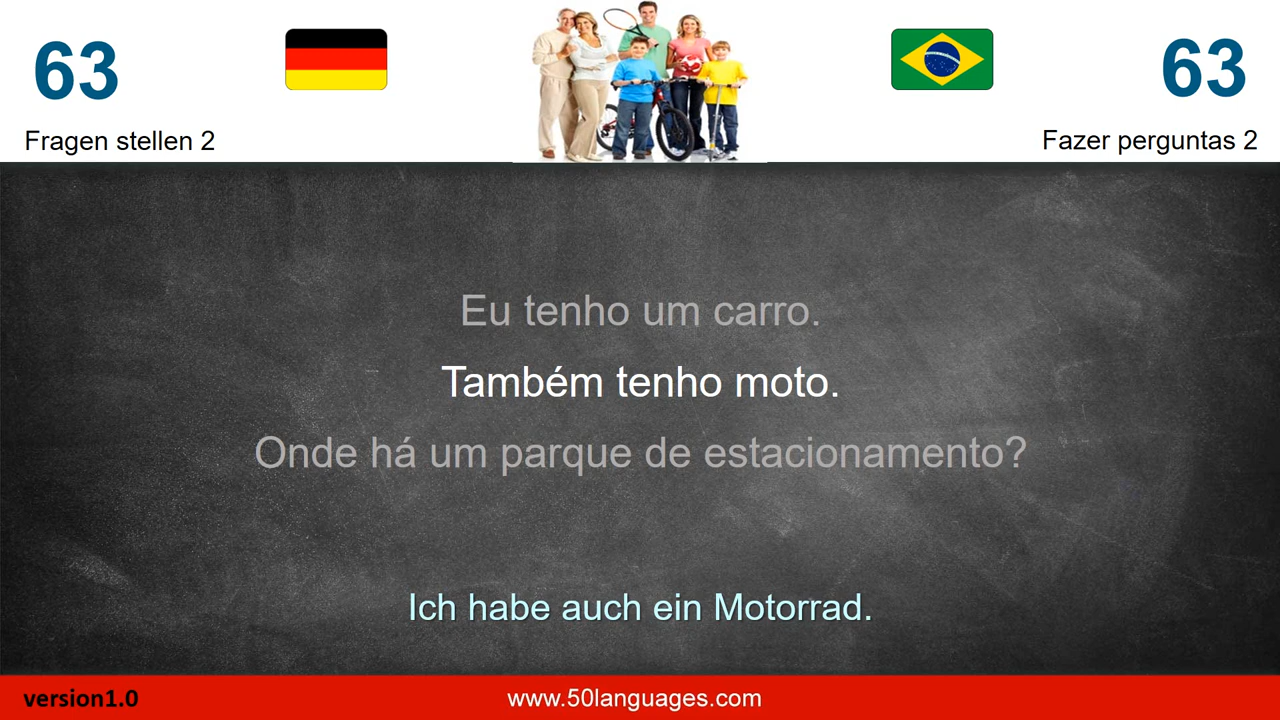 63
63
Fragen stellen 2
Fazer perguntas 2
Eu tenho um carro.
Também tenho moto.
Onde há um parque de estacionamento?
Ich habe auch ein Motorrad.
version1.0
www.50languages.com